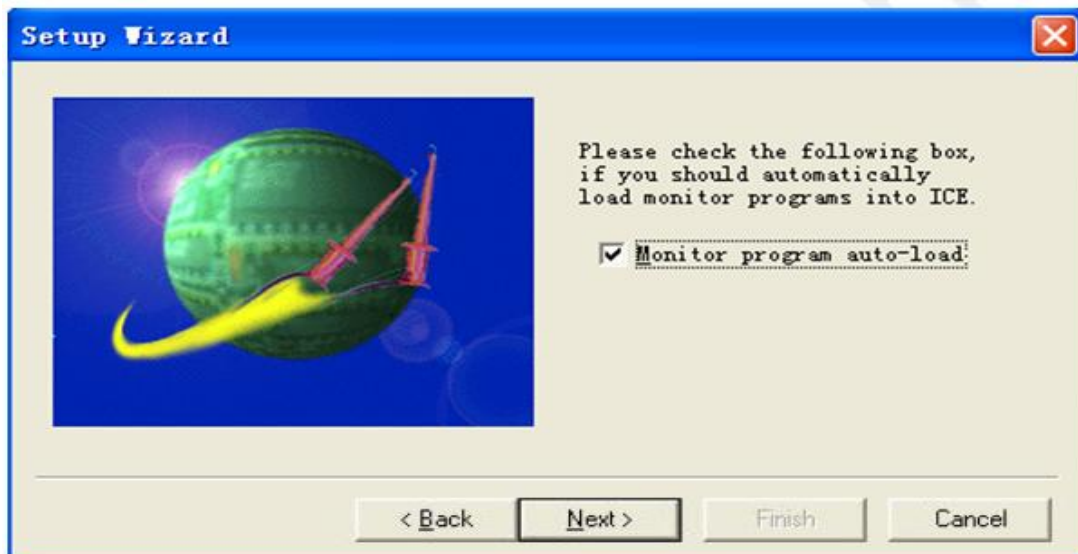 Setup Wizard
Please check the following box,
if you should automatically
load monitor programs into ICE.
Monitor program auto-load
< Back Next > Finish Cancel